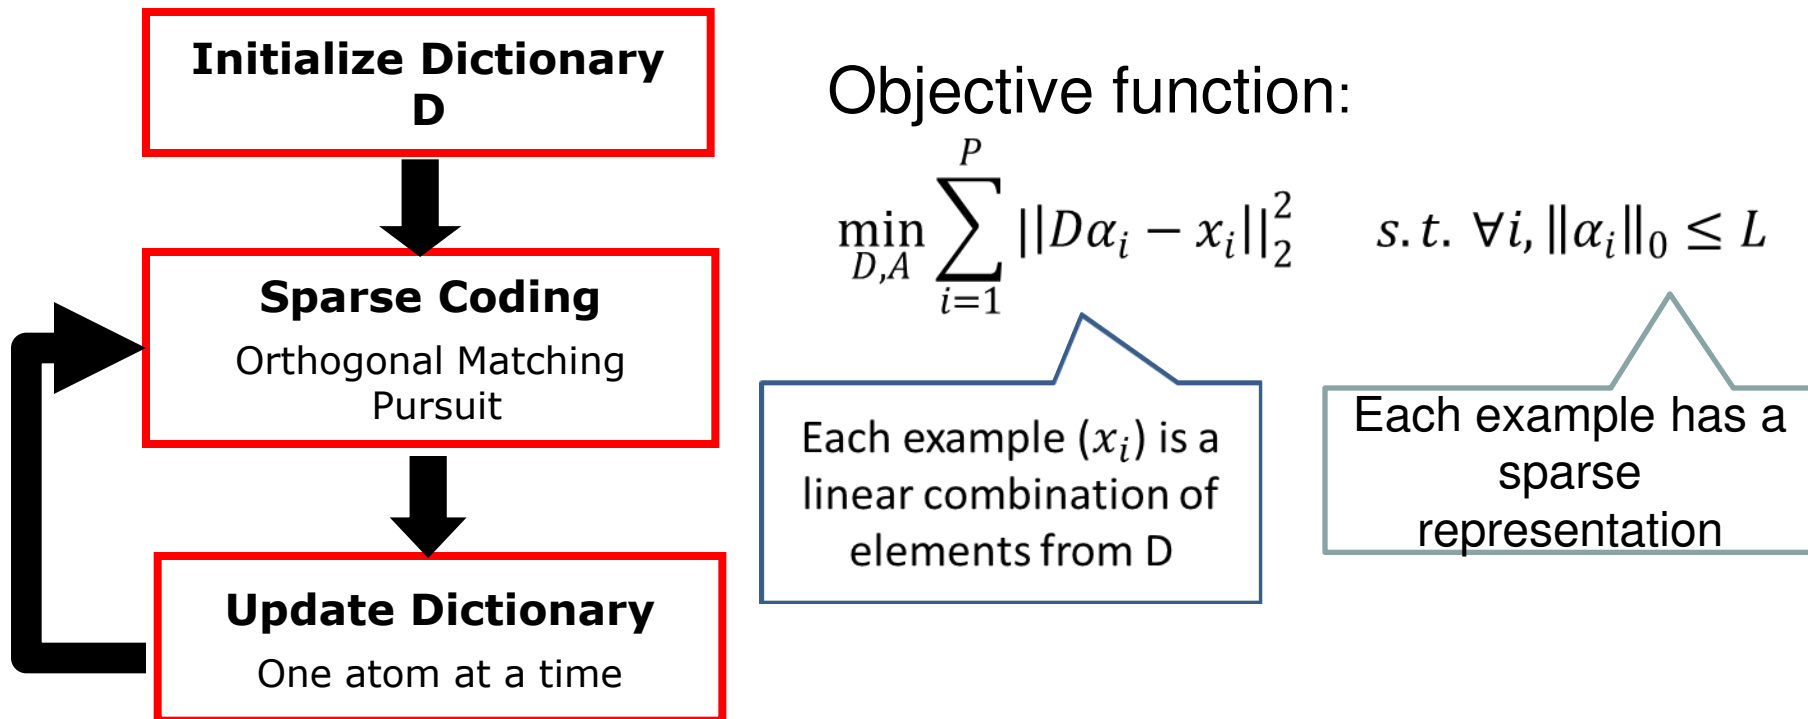 Initialize Dictionary
D
Sparse Coding
Orthogonal Matching
Pursuit
Update Dictionary
One atom at a time
Objective function:
min_{D,A} \sum_{i=1}^{P} ||Dα_i − x_i||_2^2   s.t. ∀i, ‖α_i‖_0 ≤ L
Each example (x_i) is a
linear combination of
elements from D
Each example has a
sparse
representation